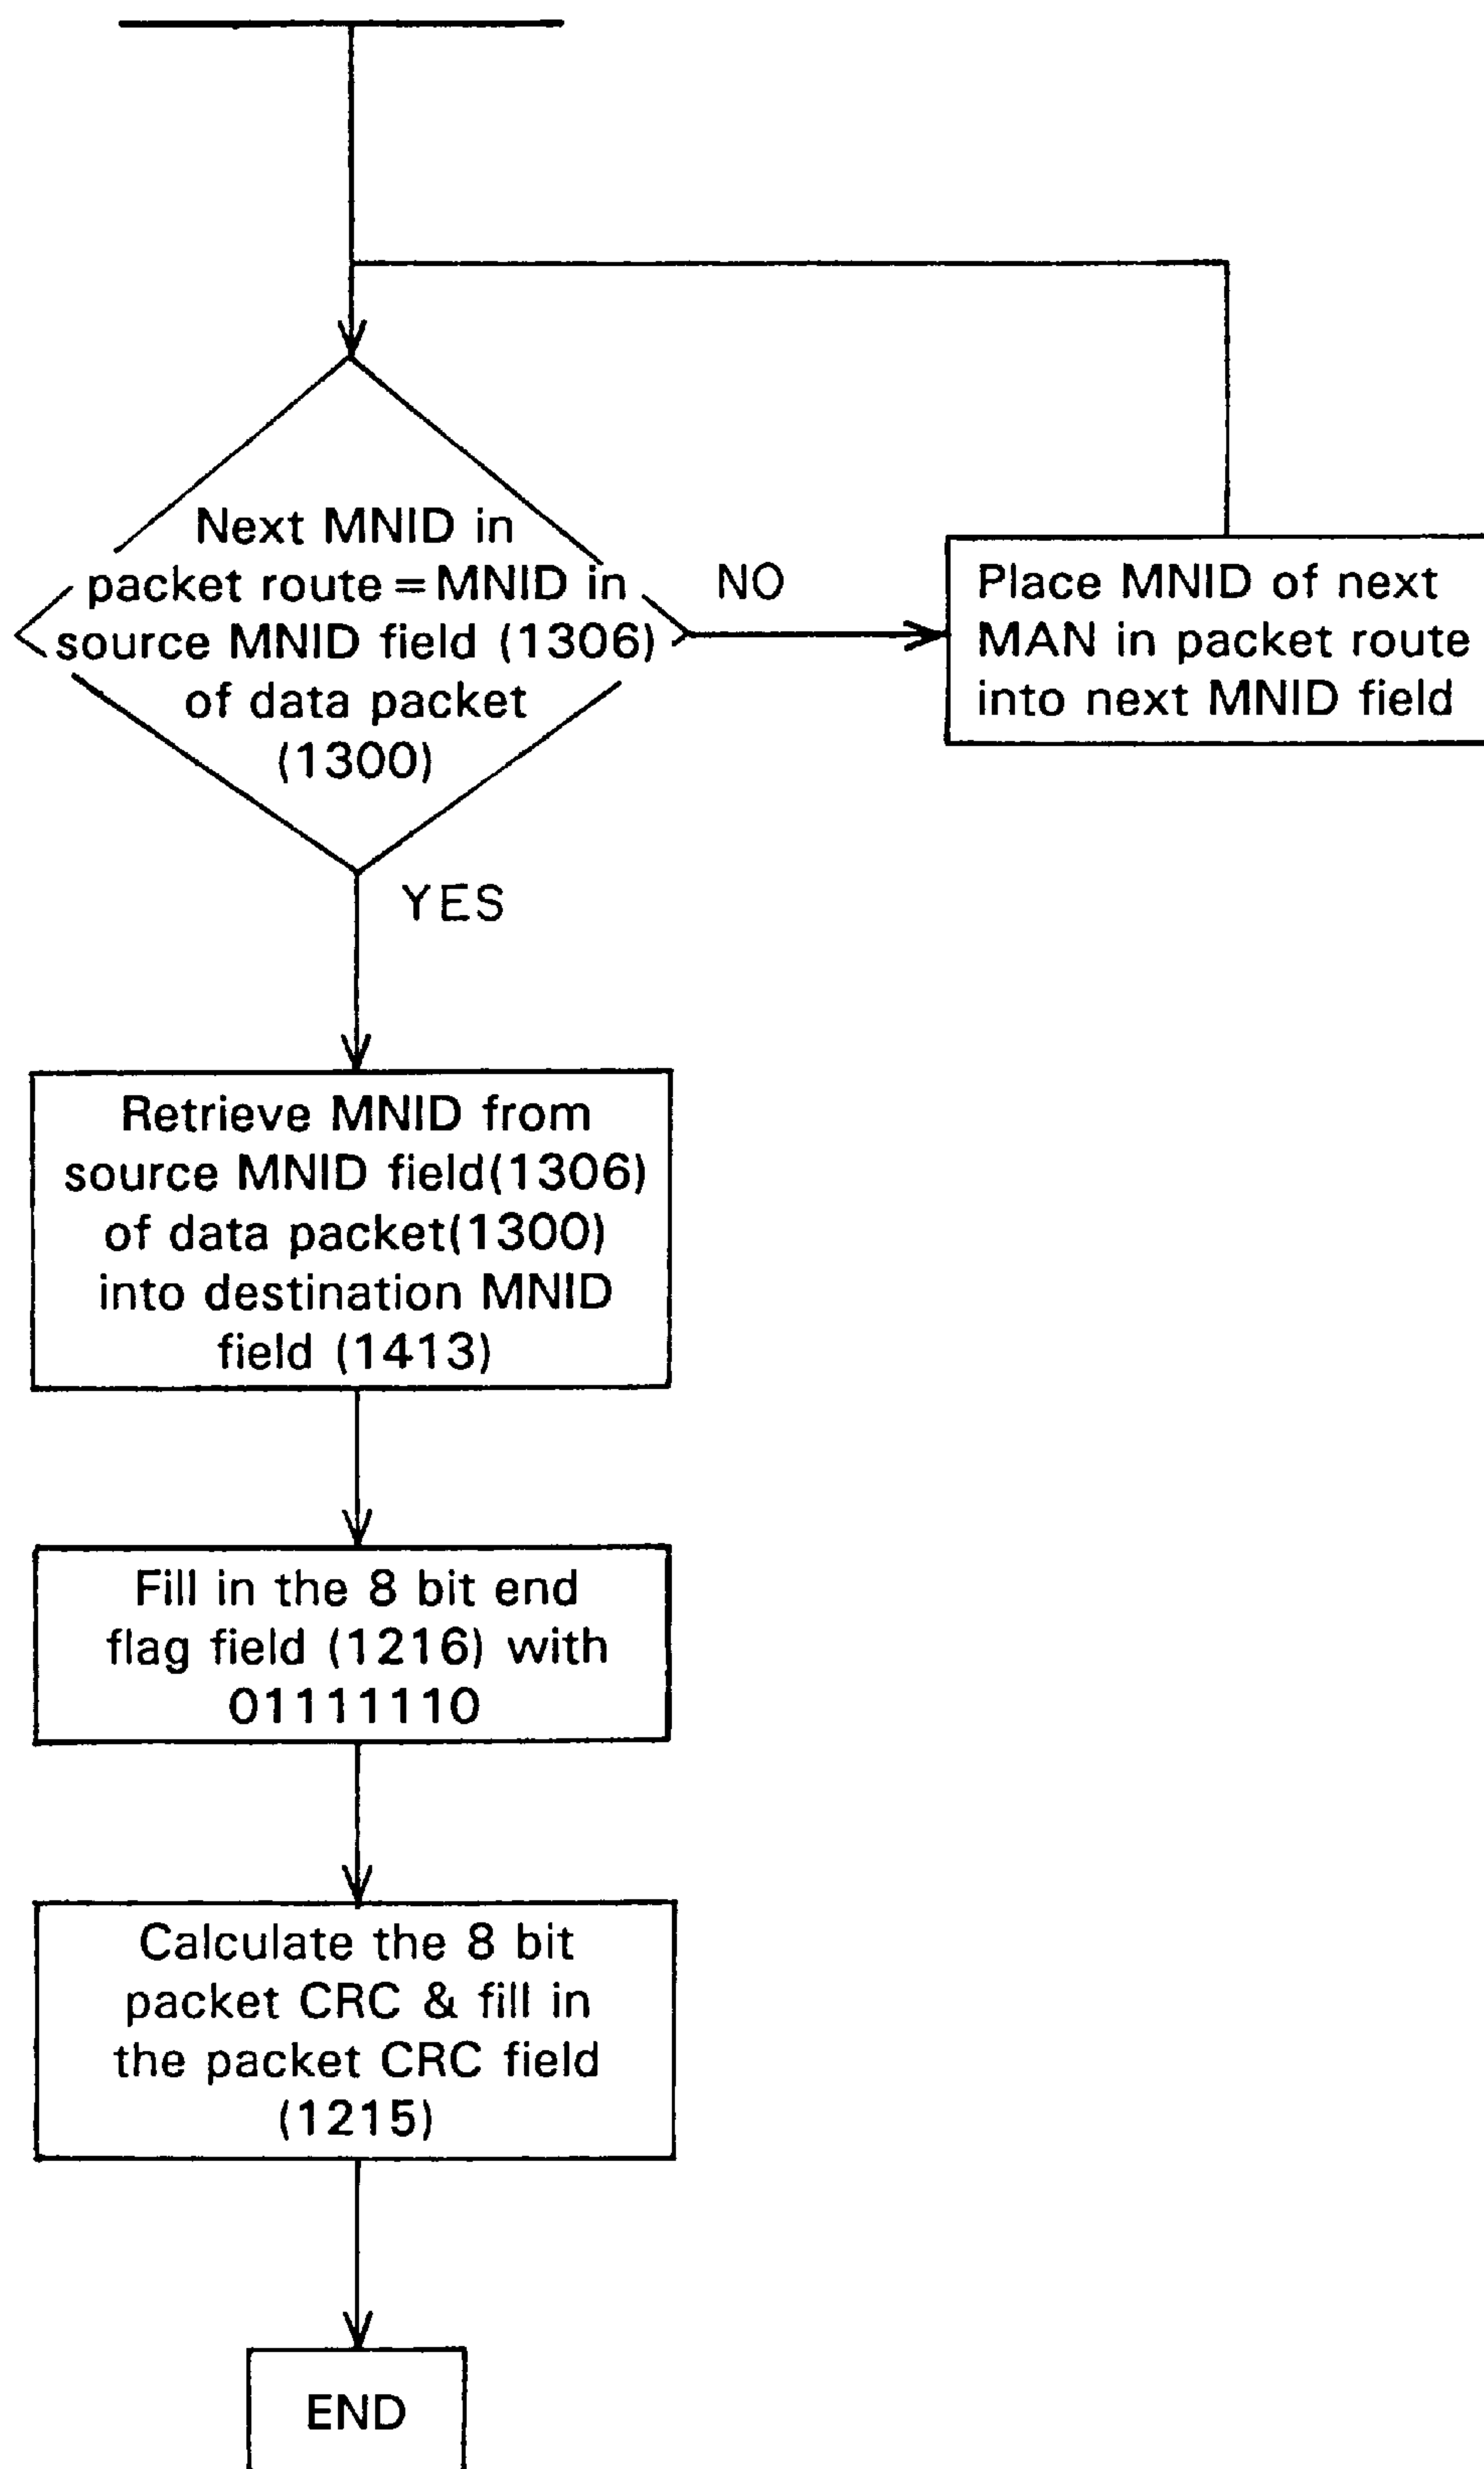 Next MNID in
packet route = MNID in
source MNID field (1306)
of data packet
(1300)
NO
Place MNID of next
MAN in packet route
into next MNID field
YES
Retrieve MNID from
source MNID field(1306)
of data packet(1300)
into destination MNID
field (1413)
Fill in the 8 bit end
flag field (1216) with
01111110
Calculate the 8 bit
packet CRC & fill in
the packet CRC field
(1215)
END